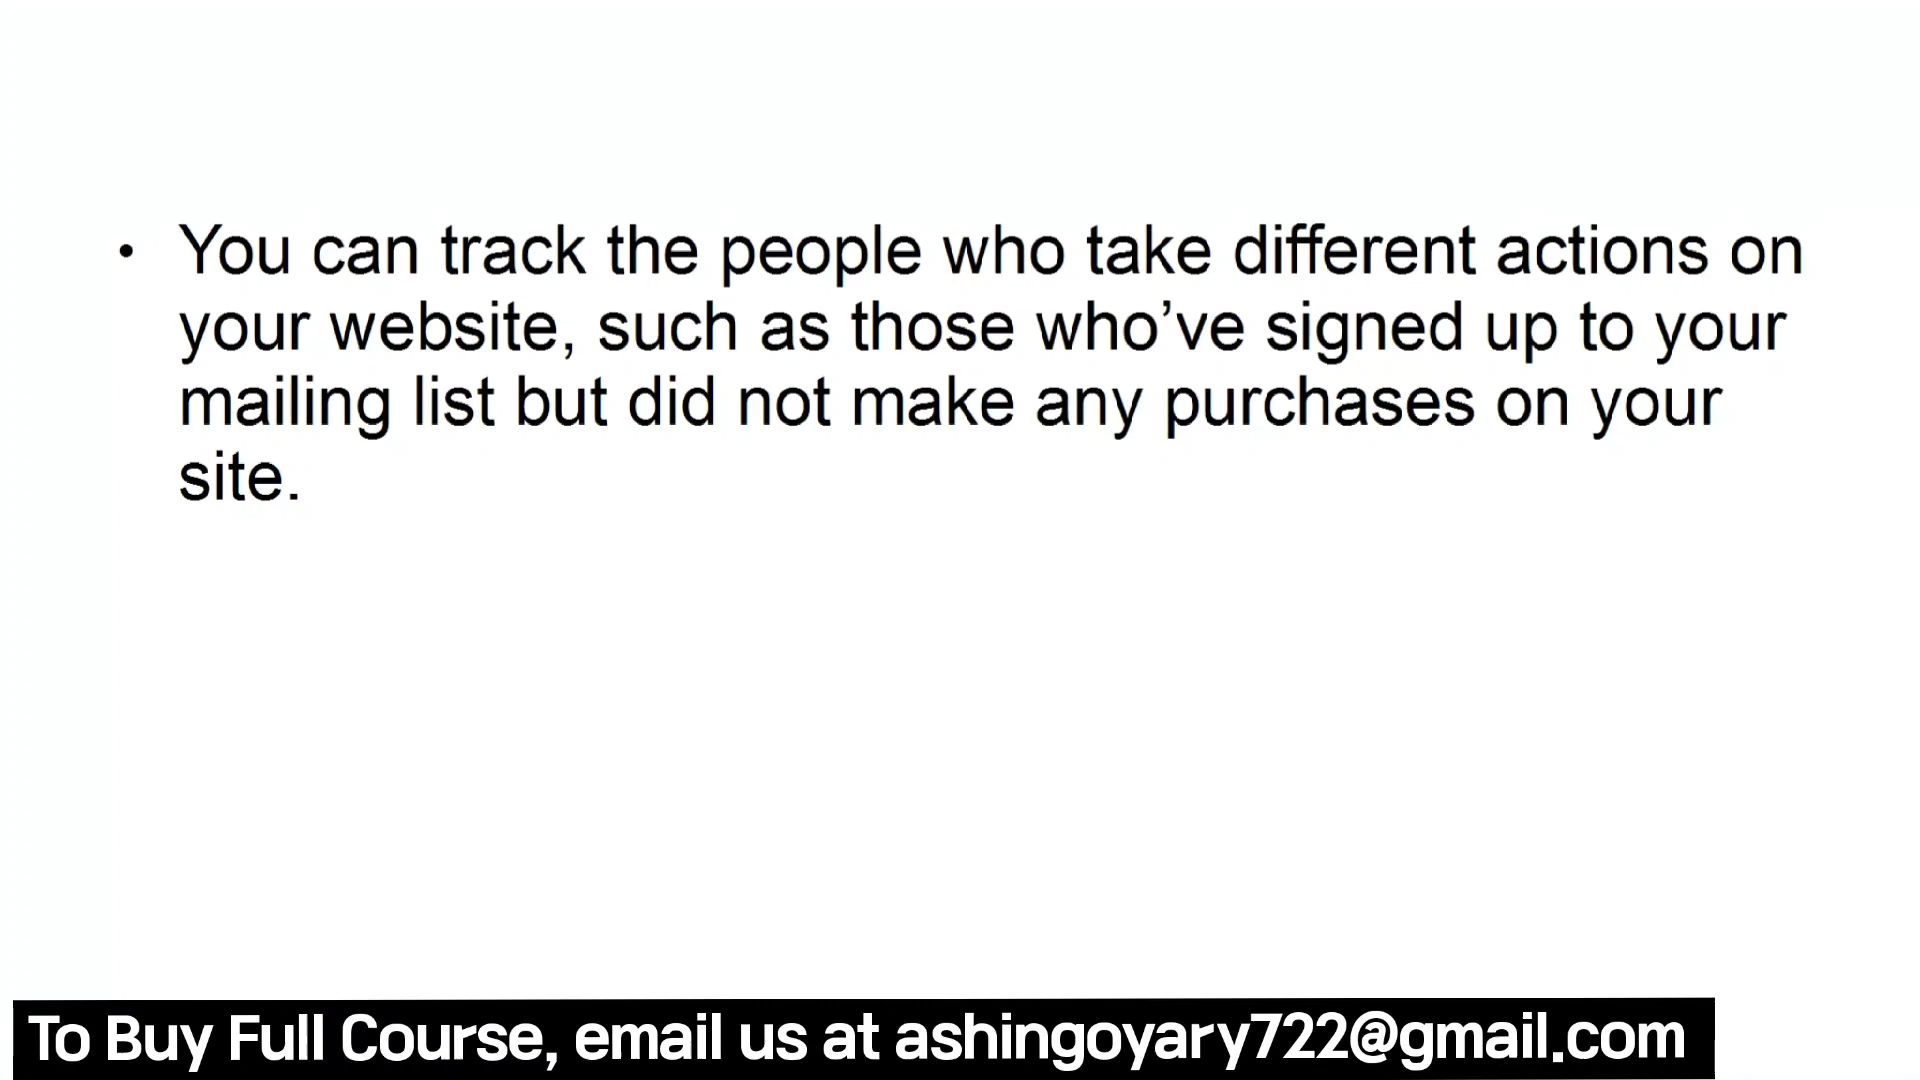 • You can track the people who take different actions on
your website, such as those who’ve signed up to your
mailing list but did not make any purchases on your
site.
To Buy Full Course, email us at ashingoyary722@gmail.com